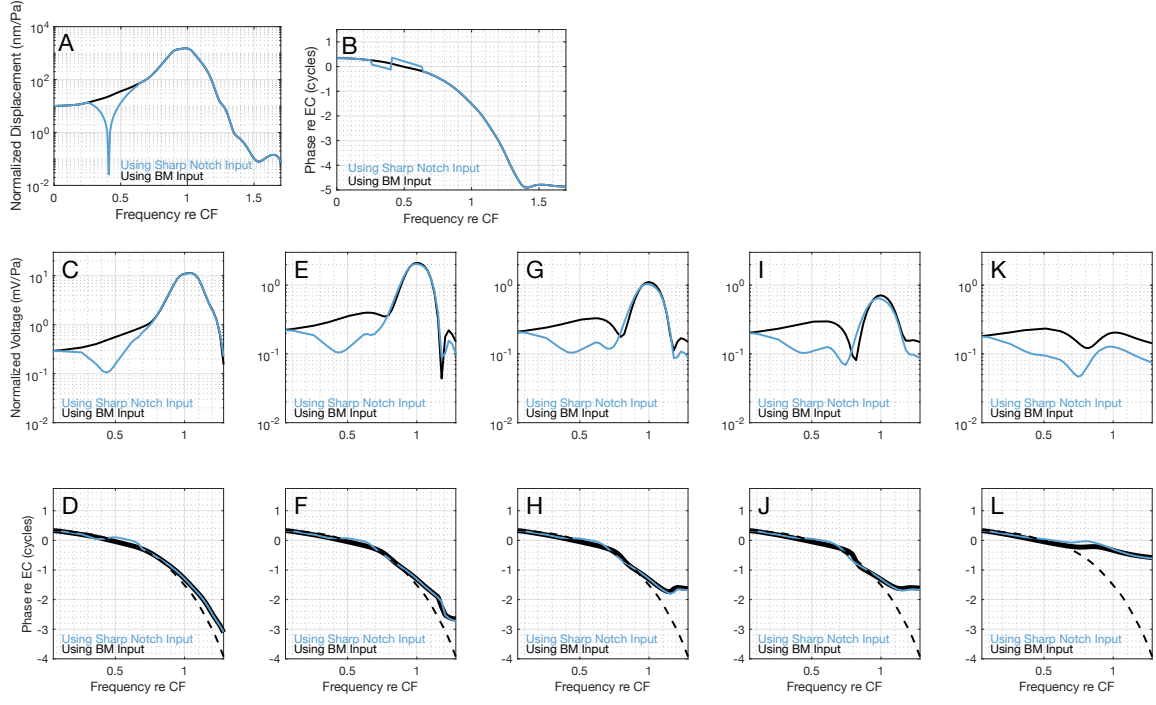 A
Normalized Displacement (nm/Pa)
10^4
10^2
10^0
10^-2
0
0.5
1
1.5
Using Sharp Notch Input
Using BM Input
Frequency re CF
B
Phase re EC (cycles)
1
0
-1
-2
-3
-4
-5
0
0.5
1
1.5
Using Sharp Notch Input
Using BM Input
Frequency re CF
C
Normalized Voltage (mV/Pa)
10^1
10^0
10^-1
10^-2
0.5
1
Using Sharp Notch Input
Using BM Input
E
10^0
10^-1
10^-2
0.5
1
Using Sharp Notch Input
Using BM Input
G
10^0
10^-1
10^-2
0.5
1
Using Sharp Notch Input
Using BM Input
I
10^0
10^-1
10^-2
0.5
1
Using Sharp Notch Input
Using BM Input
K
10^0
10^-1
10^-2
0.5
1
Using Sharp Notch Input
Using BM Input
D
Phase re EC (cycles)
1
0
-1
-2
-3
-4
0.5
1
Using Sharp Notch Input
Using BM Input
Frequency re CF
F
1
0
-1
-2
-3
-4
0.5
1
Using Sharp Notch Input
Using BM Input
Frequency re CF
H
1
0
-1
-2
-3
-4
0.5
1
Using Sharp Notch Input
Using BM Input
Frequency re CF
J
1
0
-1
-2
-3
-4
0.5
1
Using Sharp Notch Input
Using BM Input
Frequency re CF
L
1
0
-1
-2
-3
-4
0.5
1
Using Sharp Notch Input
Using BM Input
Frequency re CF